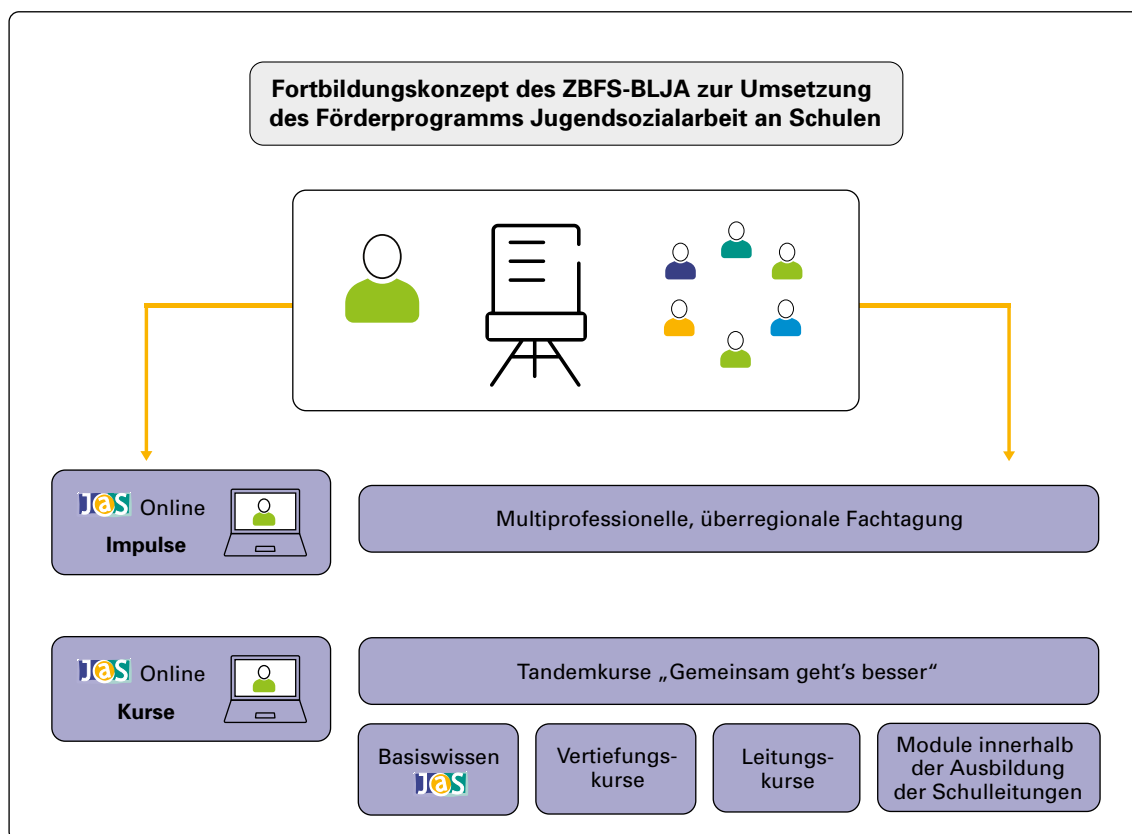 Fortbildungskonzept des ZBFS-BLJA zur Umsetzung
des Förderprogramms Jugendsozialarbeit an Schulen
JaS Online
Impulse
Multiprofessionelle, überregionale Fachtagung
JaS Online
Kurse
Tandemkurse „Gemeinsam geht's besser“
Basiswissen
JaS
Vertiefungs-
kurse
Leitungs-
kurse
Module innerhalb
der Ausbildung
der Schulleitungen